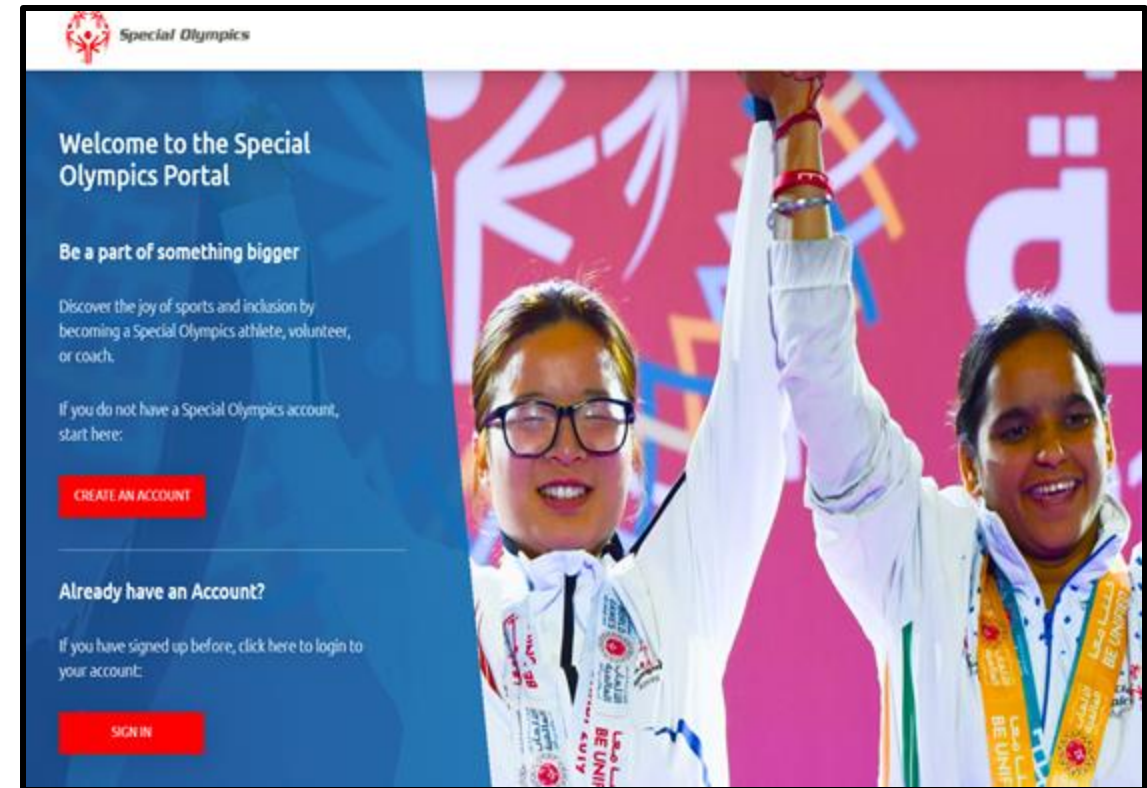 Special Olympics
Welcome to the Special
Olympics Portal
Be a part of something bigger
Discover the joy of sports and inclusion by
becoming a Special Olympics athlete, volunteer,
or coach.
If you do not have a Special Olympics account,
start here:
CREATE AN ACCOUNT
Already have an Account?
If you have signed up before, click here to login to
your account:
SIGN IN
BE UNIFIED
BE UNIF
BE UNIF